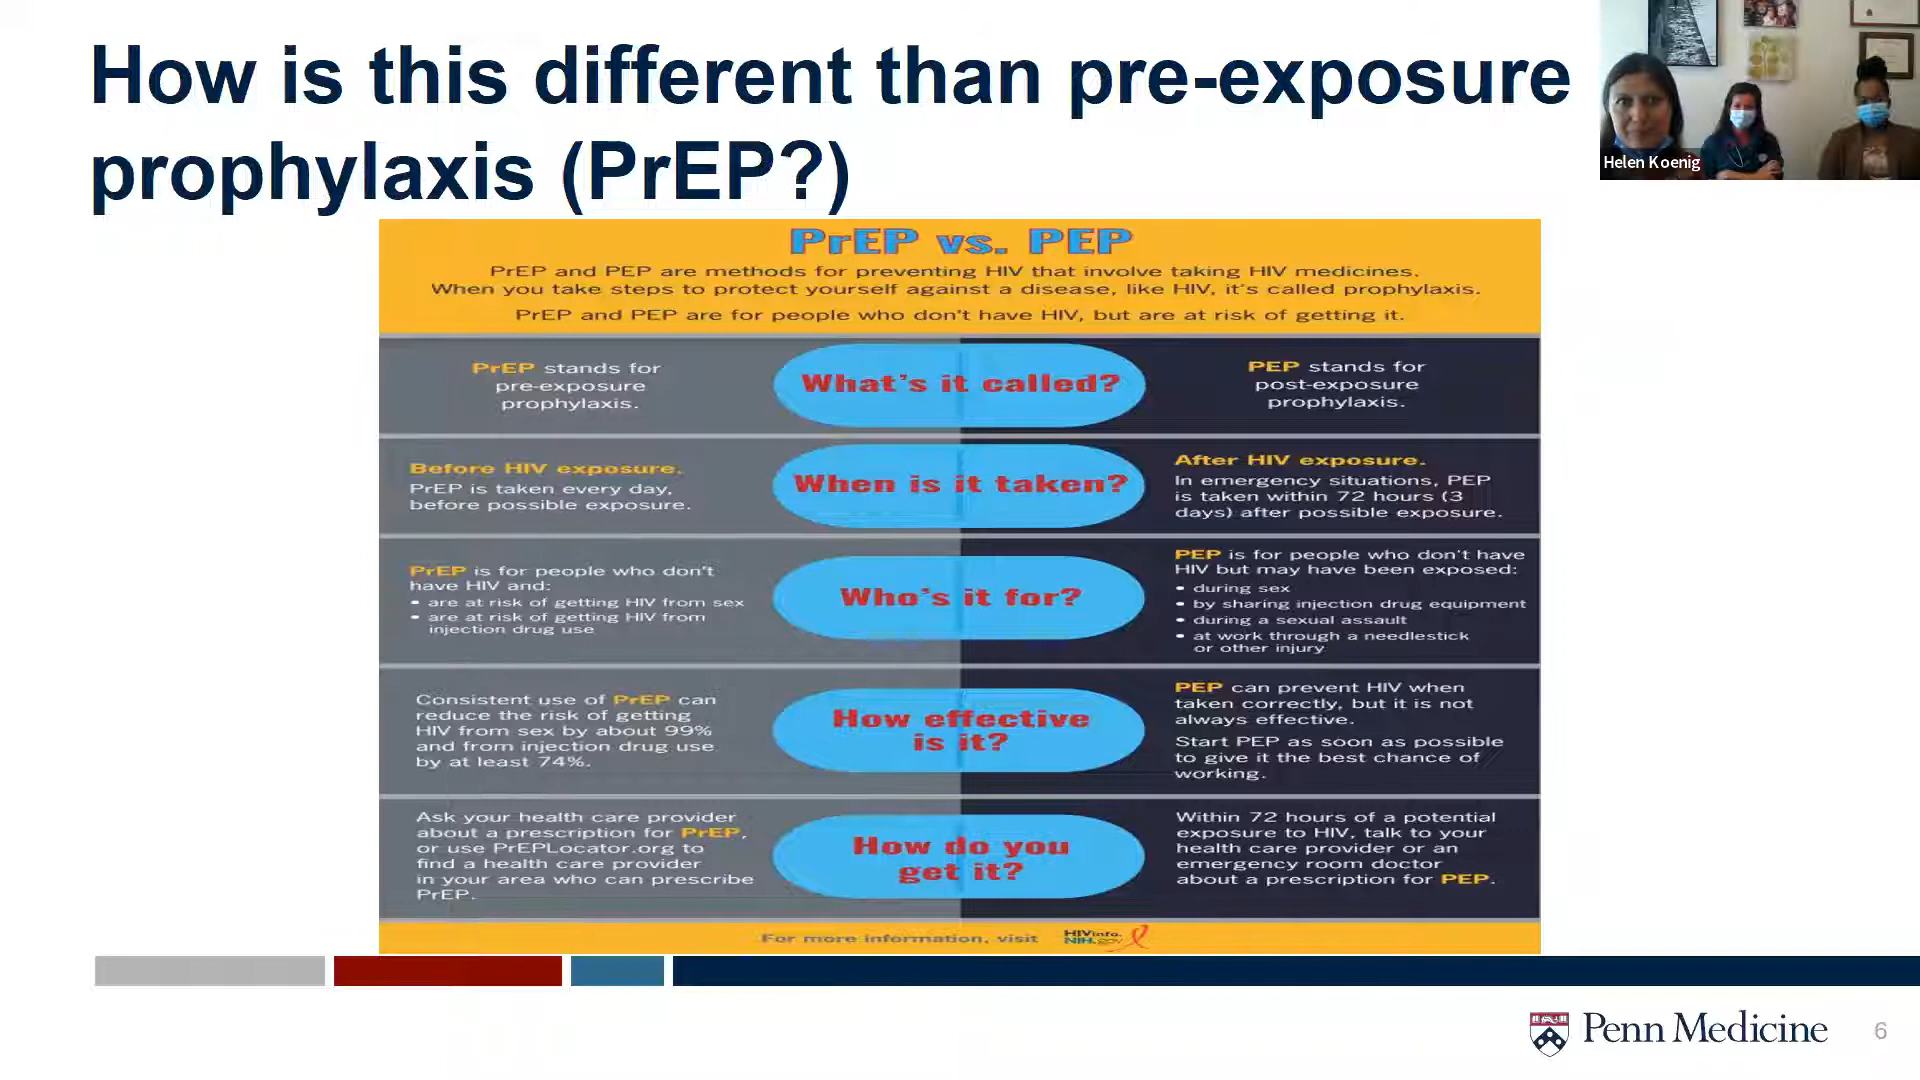 How is this different than pre-exposure
prophylaxis (PrEP?)
Helen Koenig
PrEP vs. PEP
PrEP and PEP are methods for preventing HIV that involve taking HIV medicines.
When you take steps to protect yourself against a disease, like HIV, it's called prophylaxis.
PrEP and PEP are for people who don't have HIV, but are at risk of getting it.
PrEP stands for
pre-exposure
prophylaxis.
What's it called?
PEP stands for
post-exposure
prophylaxis.
Before HIV exposure.
PrEP is taken every day,
before possible exposure.
When is it taken?
After HIV exposure.
In emergency situations, PEP
is taken within 72 hours (3
days) after possible exposure.
PrEP is for people who don't
have HIV and:
• are at risk of getting HIV from sex
• are at risk of getting HIV from
injection drug use
Who's it for?
PEP is for people who don't have
HIV but may have been exposed:
• during sex
• by sharing injection drug equipment
• during a sexual assault
• at work through a needlestick
or other injury
Consistent use of PrEP can
reduce the risk of getting
HIV from sex by about 99%
and from injection drug use
by at least 74%.
How effective
is it?
PEP can prevent HIV when
taken correctly, but it is not
always effective.
Start PEP as soon as possible
to give it the best chance of
working.
Ask your health care provider
about a prescription for PrEP,
or use PrEPLocator.org to
find a health care provider
in your area who can prescribe
PrEP.
How do you
get it?
Within 72 hours of a potential
exposure to HIV, talk to your
health care provider or an
emergency room doctor
about a prescription for PEP.
For more information, visit
HIVinfo.
NIH.gov
Penn Medicine
6